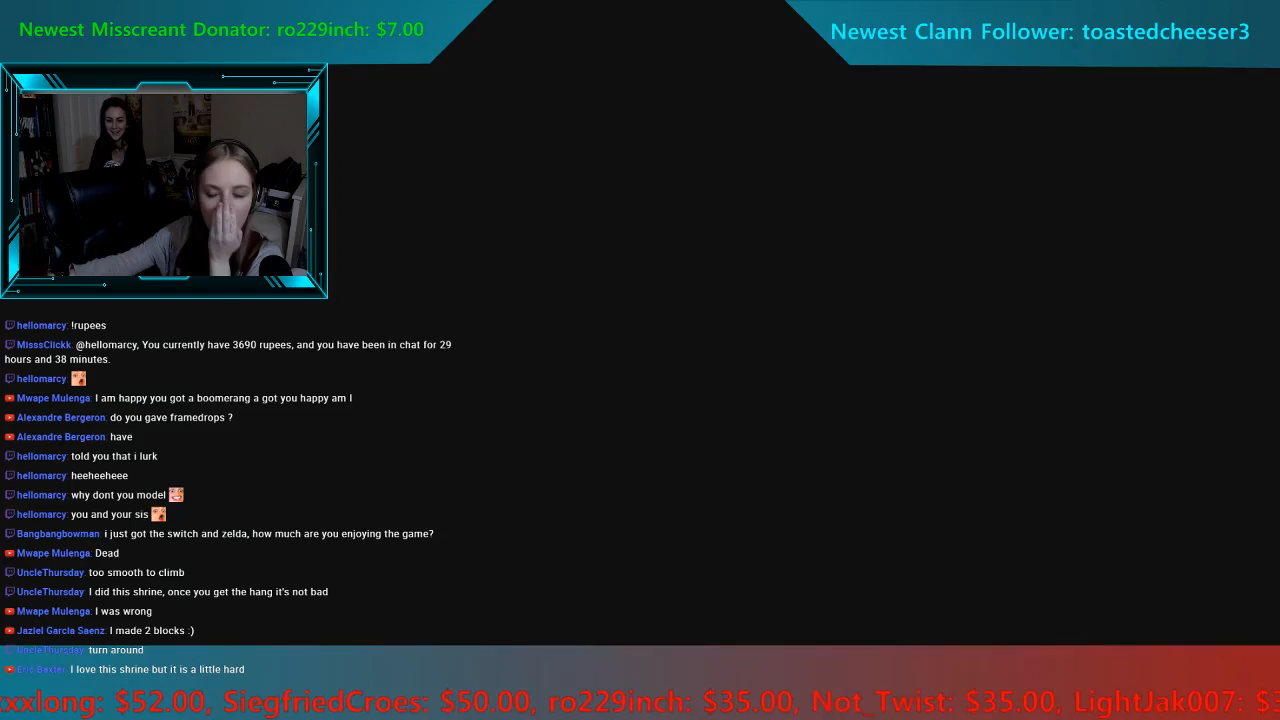 Newest Misscreant Donator: ro229inch: $7.00
Newest Clann Follower: toastedcheeser3
hellomarcy: !rupees
MisssClickk: @hellomarcy, You currently have 3690 rupees, and you have been in chat for 29
hours and 38 minutes.
hellomarcy:
Mwape Mulenga: I am happy you got a boomerang a got you happy am I
Alexandre Bergeron: do you gave framedrops ?
Alexandre Bergeron: have
hellomarcy: told you that i lurk
hellomarcy: heeheeheee
hellomarcy: why dont you model
hellomarcy: you and your sis
Bangbangbowman: i just got the switch and zelda, how much are you enjoying the game?
Mwape Mulenga: Dead
UncleThursday: too smooth to climb
UncleThursday: I did this shrine, once you get the hang it's not bad
Mwape Mulenga: I was wrong
Jaziel Garcia Saenz: I made 2 blocks :)
UncleThursday: turn around
Eric Baxter: I love this shrine but it is a little hard
xxlong: $52.00, SiegfriedCroes: $50.00, ro229inch: $35.00, Not_Twist: $35.00, LightJak007: $3